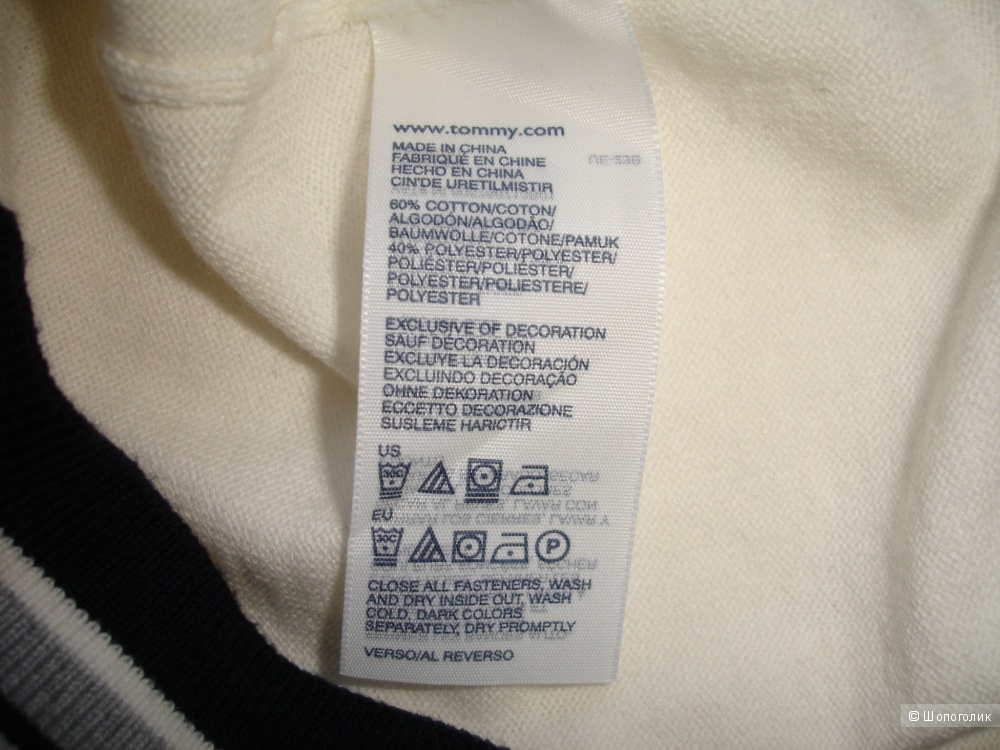 www.tommy.com
MADE IN CHINA
FABRIQUÉ EN CHINE
HECHO EN CHINA
CIN'DE URETILMISTIR
60% COTTON/COTON/
ALGODÓN/ALGODÃO/
BAUMWOLLE/COTONE/PAMUK
40% POLYESTER/POLYESTER/
POLIÉSTER/POLIÉSTER/
POLYESTER/POLIESTERE/
POLYESTER
EXCLUSIVE OF DECORATION
SAUF DÉCORATION
EXCLUYE LA DECORACIÓN
EXCLUINDO DECORAÇÃO
OHNE DEKORATION
ECCETTO DECORAZIONE
SUSLEME HARICTIR
US
30C
EU
30C P
CLOSE ALL FASTENERS, WASH
AND DRY INSIDE OUT, WASH
COLD, DARK COLORS
SEPARATELY, DRY PROMPTLY
VERSO/AL REVERSO
© Шопоголик